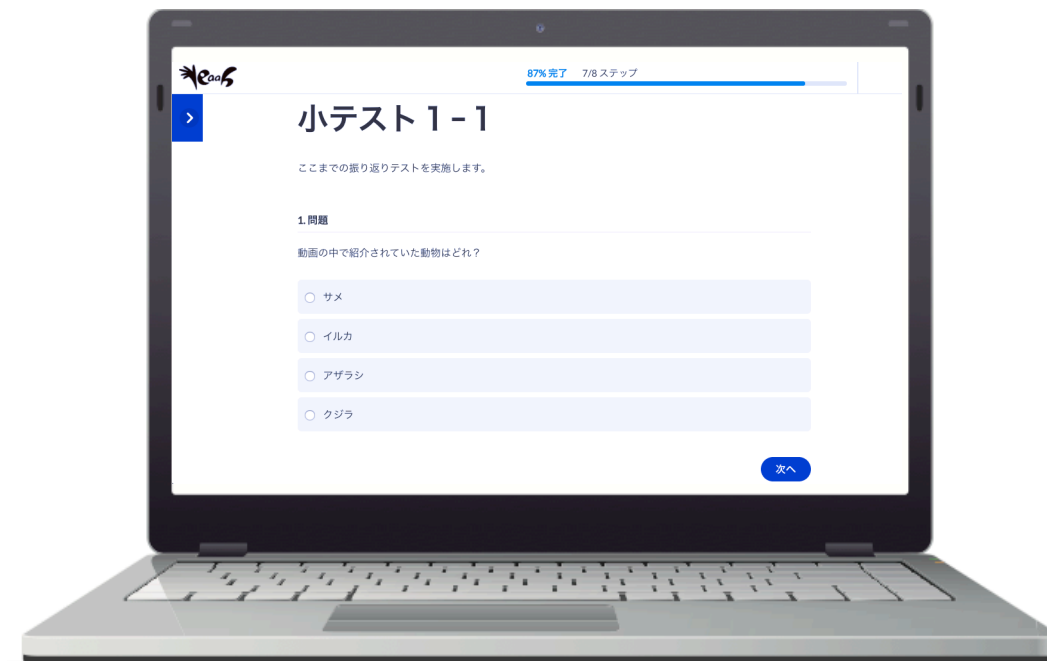 eaas
87% 完了 7/8 ステップ
小テスト 1 - 1
ここまでの振り返りテストを実施します。
1. 問題
動画の中で紹介されていた動物はどれ？
サメ
イルカ
アザラシ
クジラ
次へ